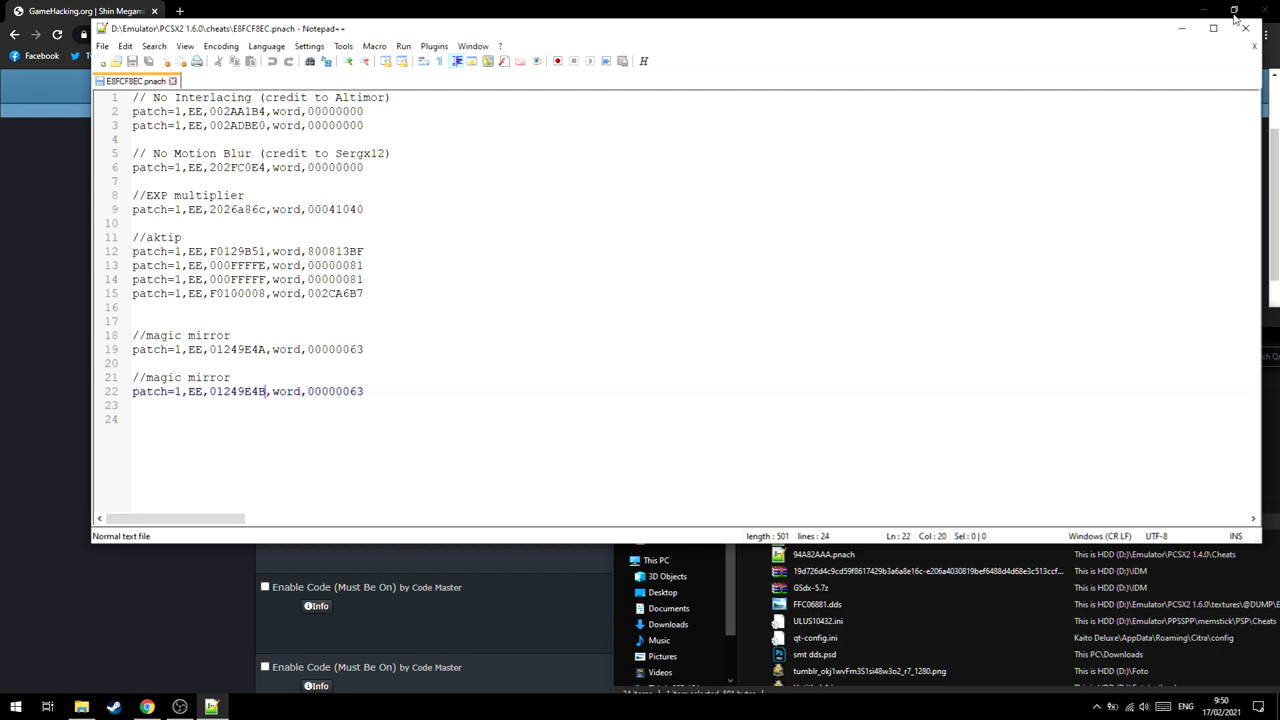 GameHacking.org | Shin Megami
D:\Emulator\PCSX2 1.6.0\cheats\E8FCF8EC.pnach - Notepad++
Facebook
File Edit Search View Encoding Language Settings Tools Macro Run Plugins Window ? X
E8FCF8EC.pnach
1 // No Interlacing (credit to Altimor)
2 patch=1,EE,002AA1B4,word,00000000
3 patch=1,EE,002ADBE0,word,00000000
4
5 // No Motion Blur (credit to Sergx12)
6 patch=1,EE,202FC0E4,word,00000000
7
8 //EXP multiplier
9 patch=1,EE,2026a86c,word,00041040
10
11 //aktip
12 patch=1,EE,F0129B51,word,800813BF
13 patch=1,EE,000FFFFE,word,00000081
14 patch=1,EE,000FFFFF,word,00000081
15 patch=1,EE,F0100008,word,002CA6B7
16
17
18 //magic mirror
19 patch=1,EE,01249E4A,word,00000063
20
21 //magic mirror
22 patch=1,EE,01249E4B,word,00000063
23
24
Normal text file length : 501 lines : 24 Ln : 22 Col : 20 Sel : 0 | 0 Windows (CR LF) UTF-8 INS
This PC
3D Objects
Desktop
Documents
Downloads
Music
Pictures
Videos
94A82AAA.pnach This is HDD (D:)\Emulator\PCSX2 1.4.0\Cheats
19d726d4c9cd59f8617429b3a6a8e16c-e206a4030819bef6488d4d68e3c513ccf... This is HDD (D:)\IDM
GSdx-5.7z This is HDD (D:)\IDM
FFC06881.dds This is HDD (D:)\Emulator\PCSX2 1.6.0\textures\@DUMP\E
ULUS10432.ini This is HDD (D:)\Emulator\PPSSPP\memstick\PSP\Cheats
qt-config.ini Kaito Deluxe\AppData\Roaming\Citra\config
smt dds.psd This PC\Downloads
tumblr_okj1wvFm3S1si48w3o2_r7_1280.png This is HDD (D:)\Foto
Enable Code (Must Be On) by Code Master
Info
Enable Code (Must Be On) by Code Master
Info
ENG
9:50
17/02/2021